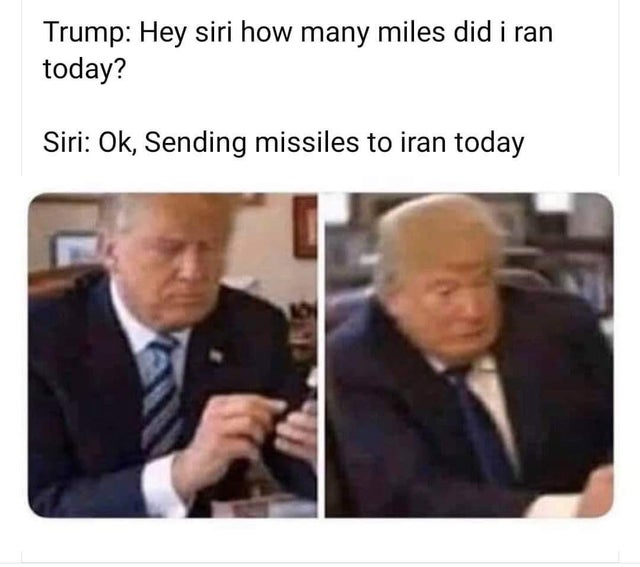 Trump: Hey siri how many miles did i ran
today?
Siri: Ok, Sending missiles to iran today